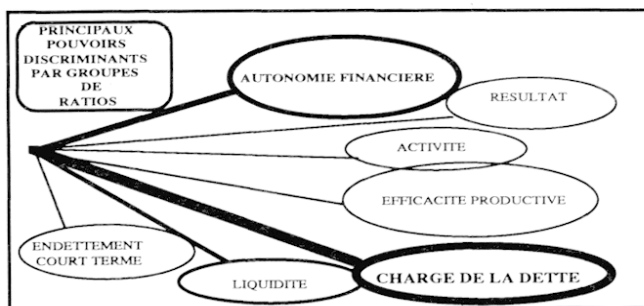 PRINCIPAUX
POUVOIRS
DISCRIMINANTS
PAR GROUPES
DE
RATIOS
AUTONOMIE FINANCIERE
RESULTAT
ACTIVITE
EFFICACITE PRODUCTIVE
ENDETTEMENT
COURT TERME
LIQUIDITE
CHARGE DE LA DETTE